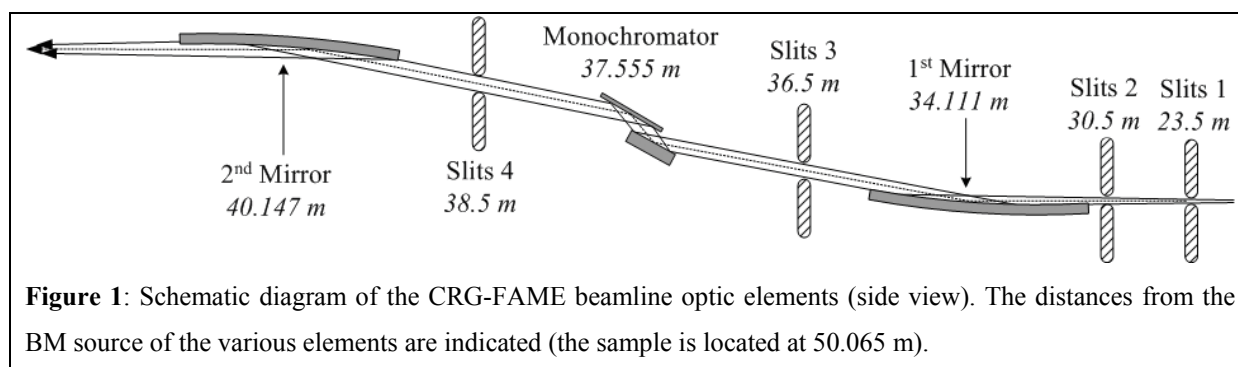 Monochromator
37.555 m
Slits 3
36.5 m
1st Mirror
34.111 m
Slits 2
30.5 m
Slits 1
23.5 m
2nd Mirror
40.147 m
Slits 4
38.5 m
Figure 1: Schematic diagram of the CRG-FAME beamline optic elements (side view). The distances from the
BM source of the various elements are indicated (the sample is located at 50.065 m).